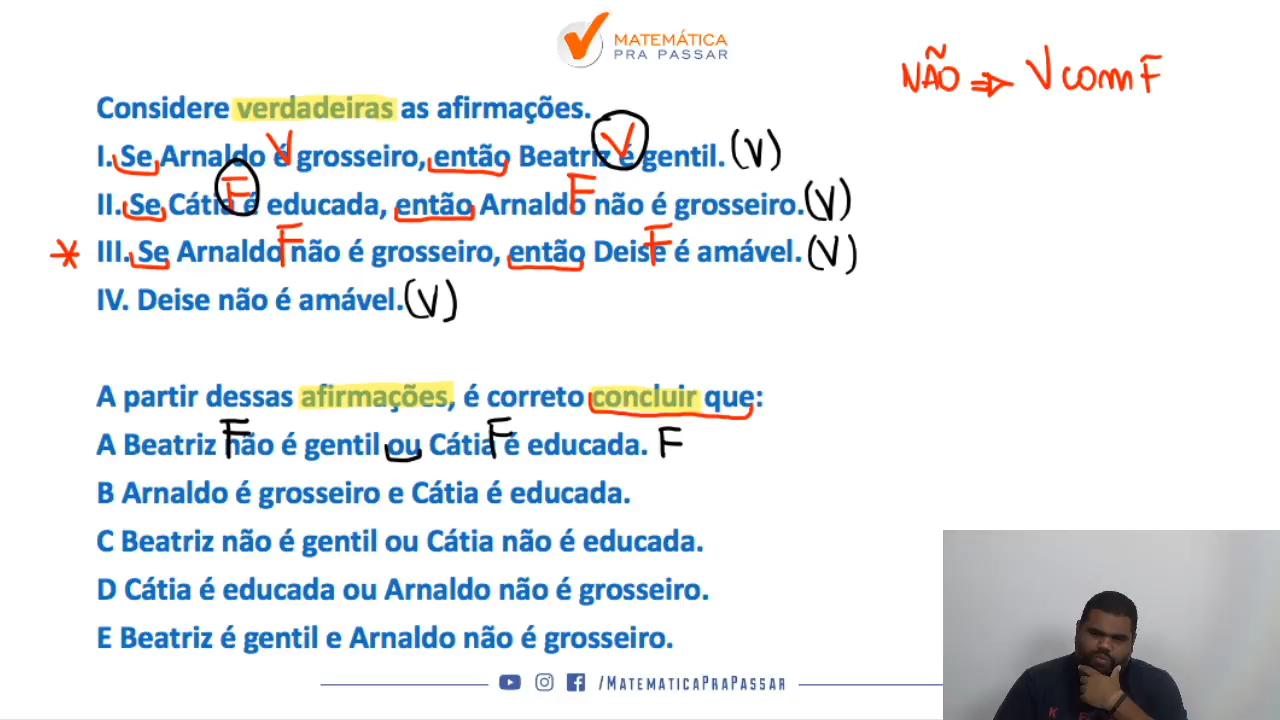 MATEMÁTICA
PRA PASSAR
NÃO ⇒ V com F
Considere verdadeiras as afirmações.
V V
I. Se Arnaldo é grosseiro, então Beatriz é gentil. (V)
F F
II. Se Cátia é educada, então Arnaldo não é grosseiro. (V)
F F
* III. Se Arnaldo não é grosseiro, então Deise é amável. (V)
IV. Deise não é amável. (V)
A partir dessas afirmações, é correto concluir que:
F F
A Beatriz não é gentil ou Cátia é educada. F
B Arnaldo é grosseiro e Cátia é educada.
C Beatriz não é gentil ou Cátia não é educada.
D Cátia é educada ou Arnaldo não é grosseiro.
E Beatriz é gentil e Arnaldo não é grosseiro.
/MATEMATICAPRAPASSAR